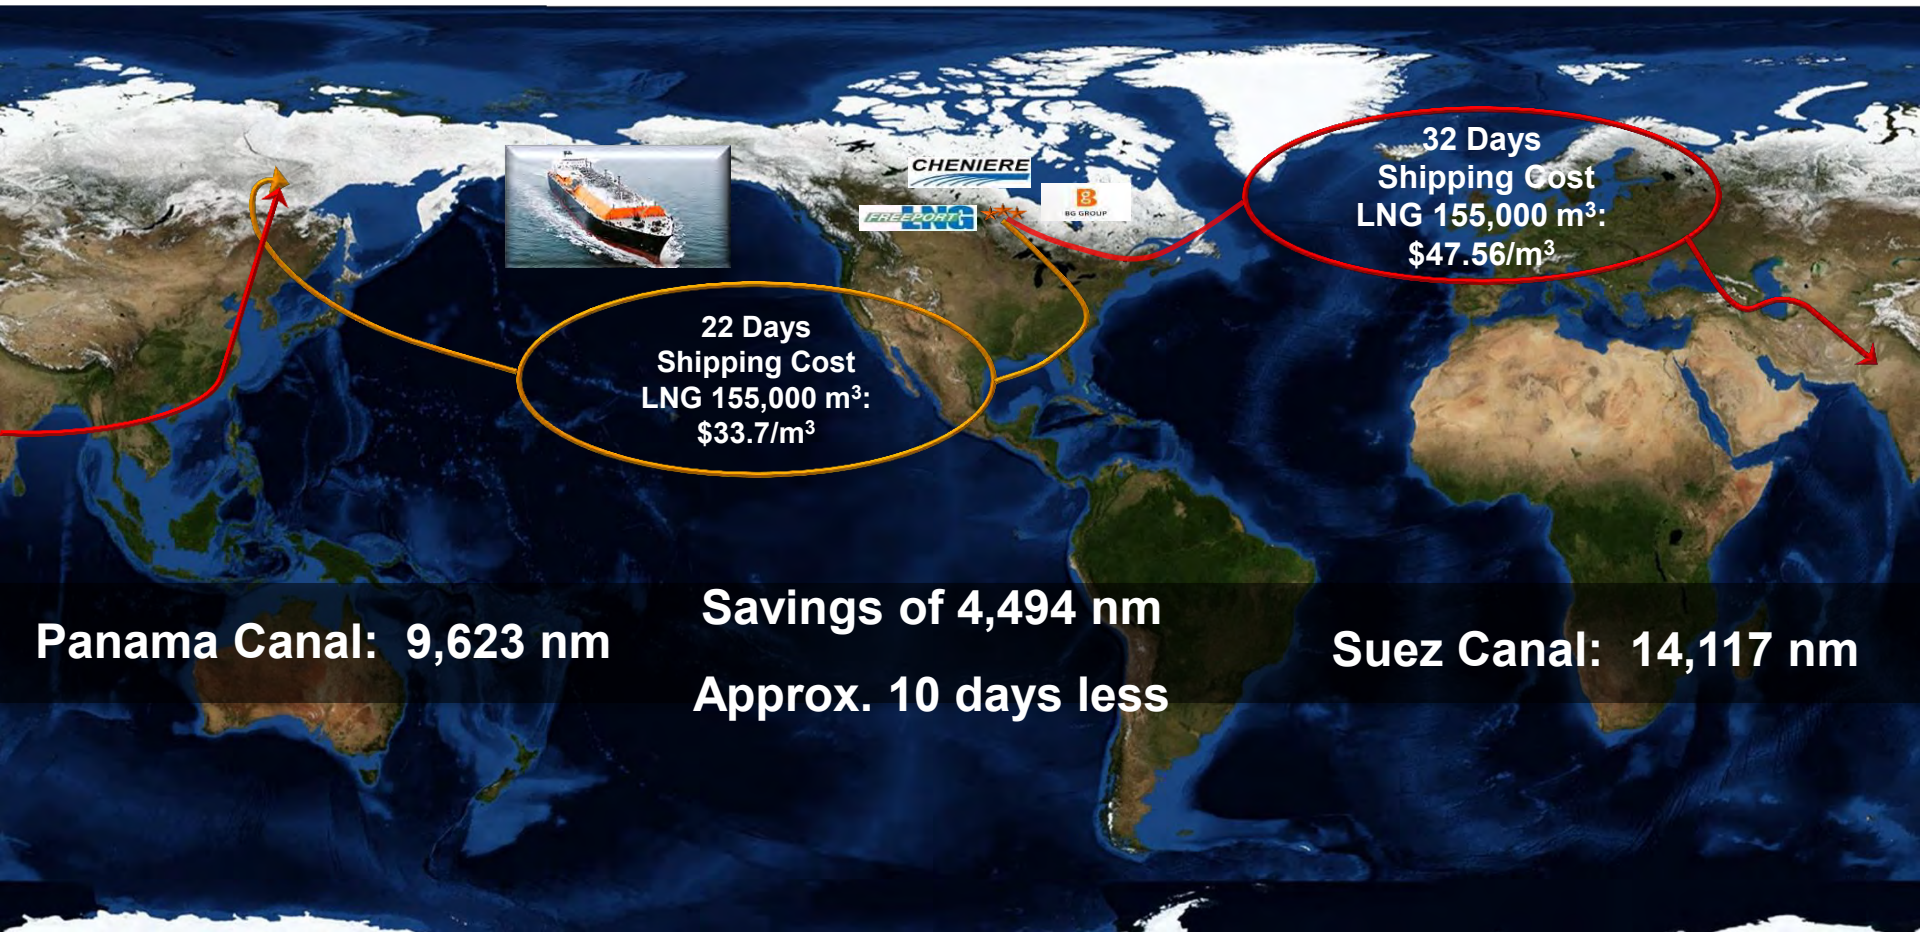 CHENIERE
FREEPORT LNG
BG GROUP
32 Days
Shipping Cost
LNG 155,000 m³:
$47.56/m³
22 Days
Shipping Cost
LNG 155,000 m³:
$33.7/m³
Savings of 4,494 nm
Panama Canal: 9,623 nm
Suez Canal: 14,117 nm
Approx. 10 days less